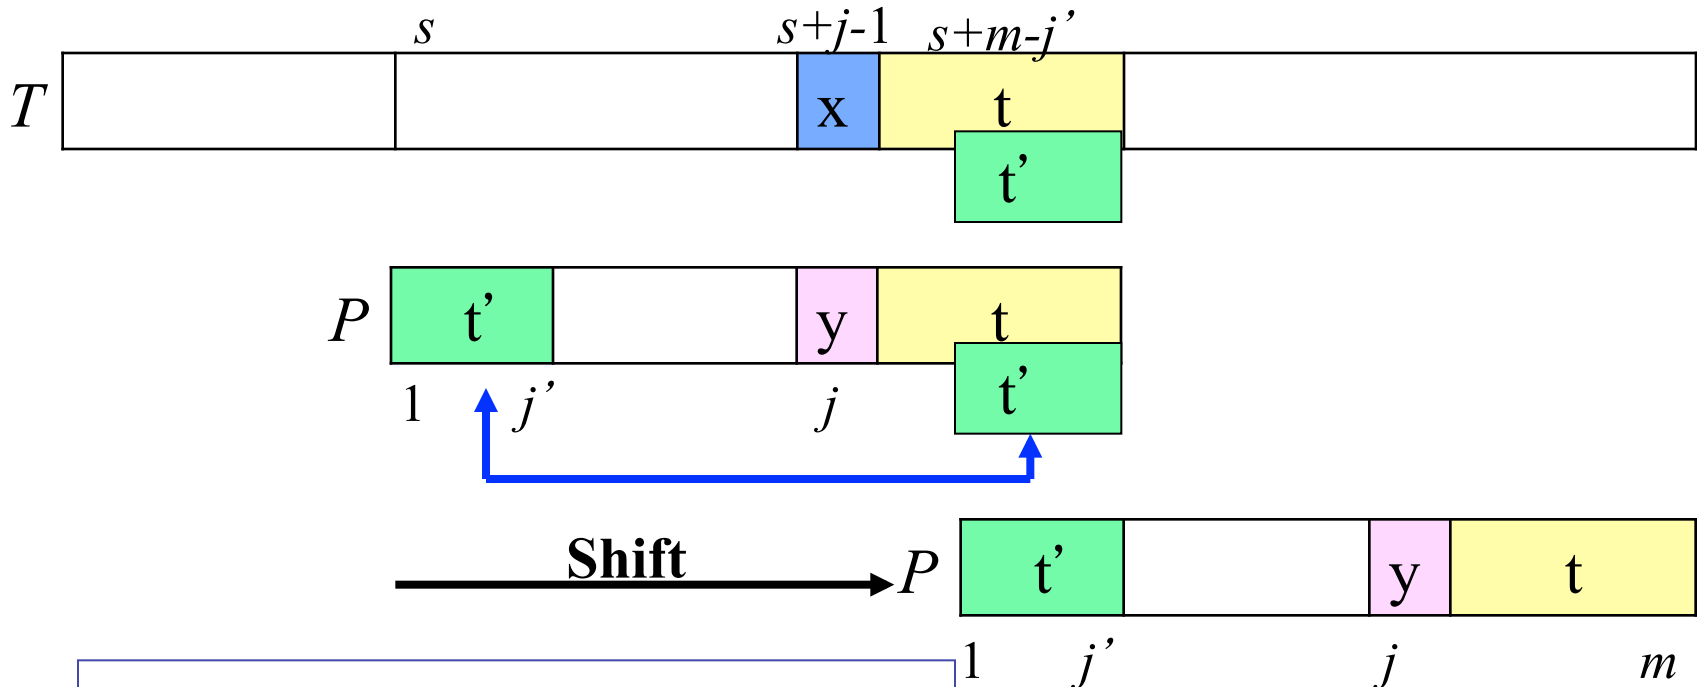 s s+j-1 s+m-j’
T x t
t’
P t’ y t
t’
1 j’ j
Shift P t’ y t
1 j’ j m